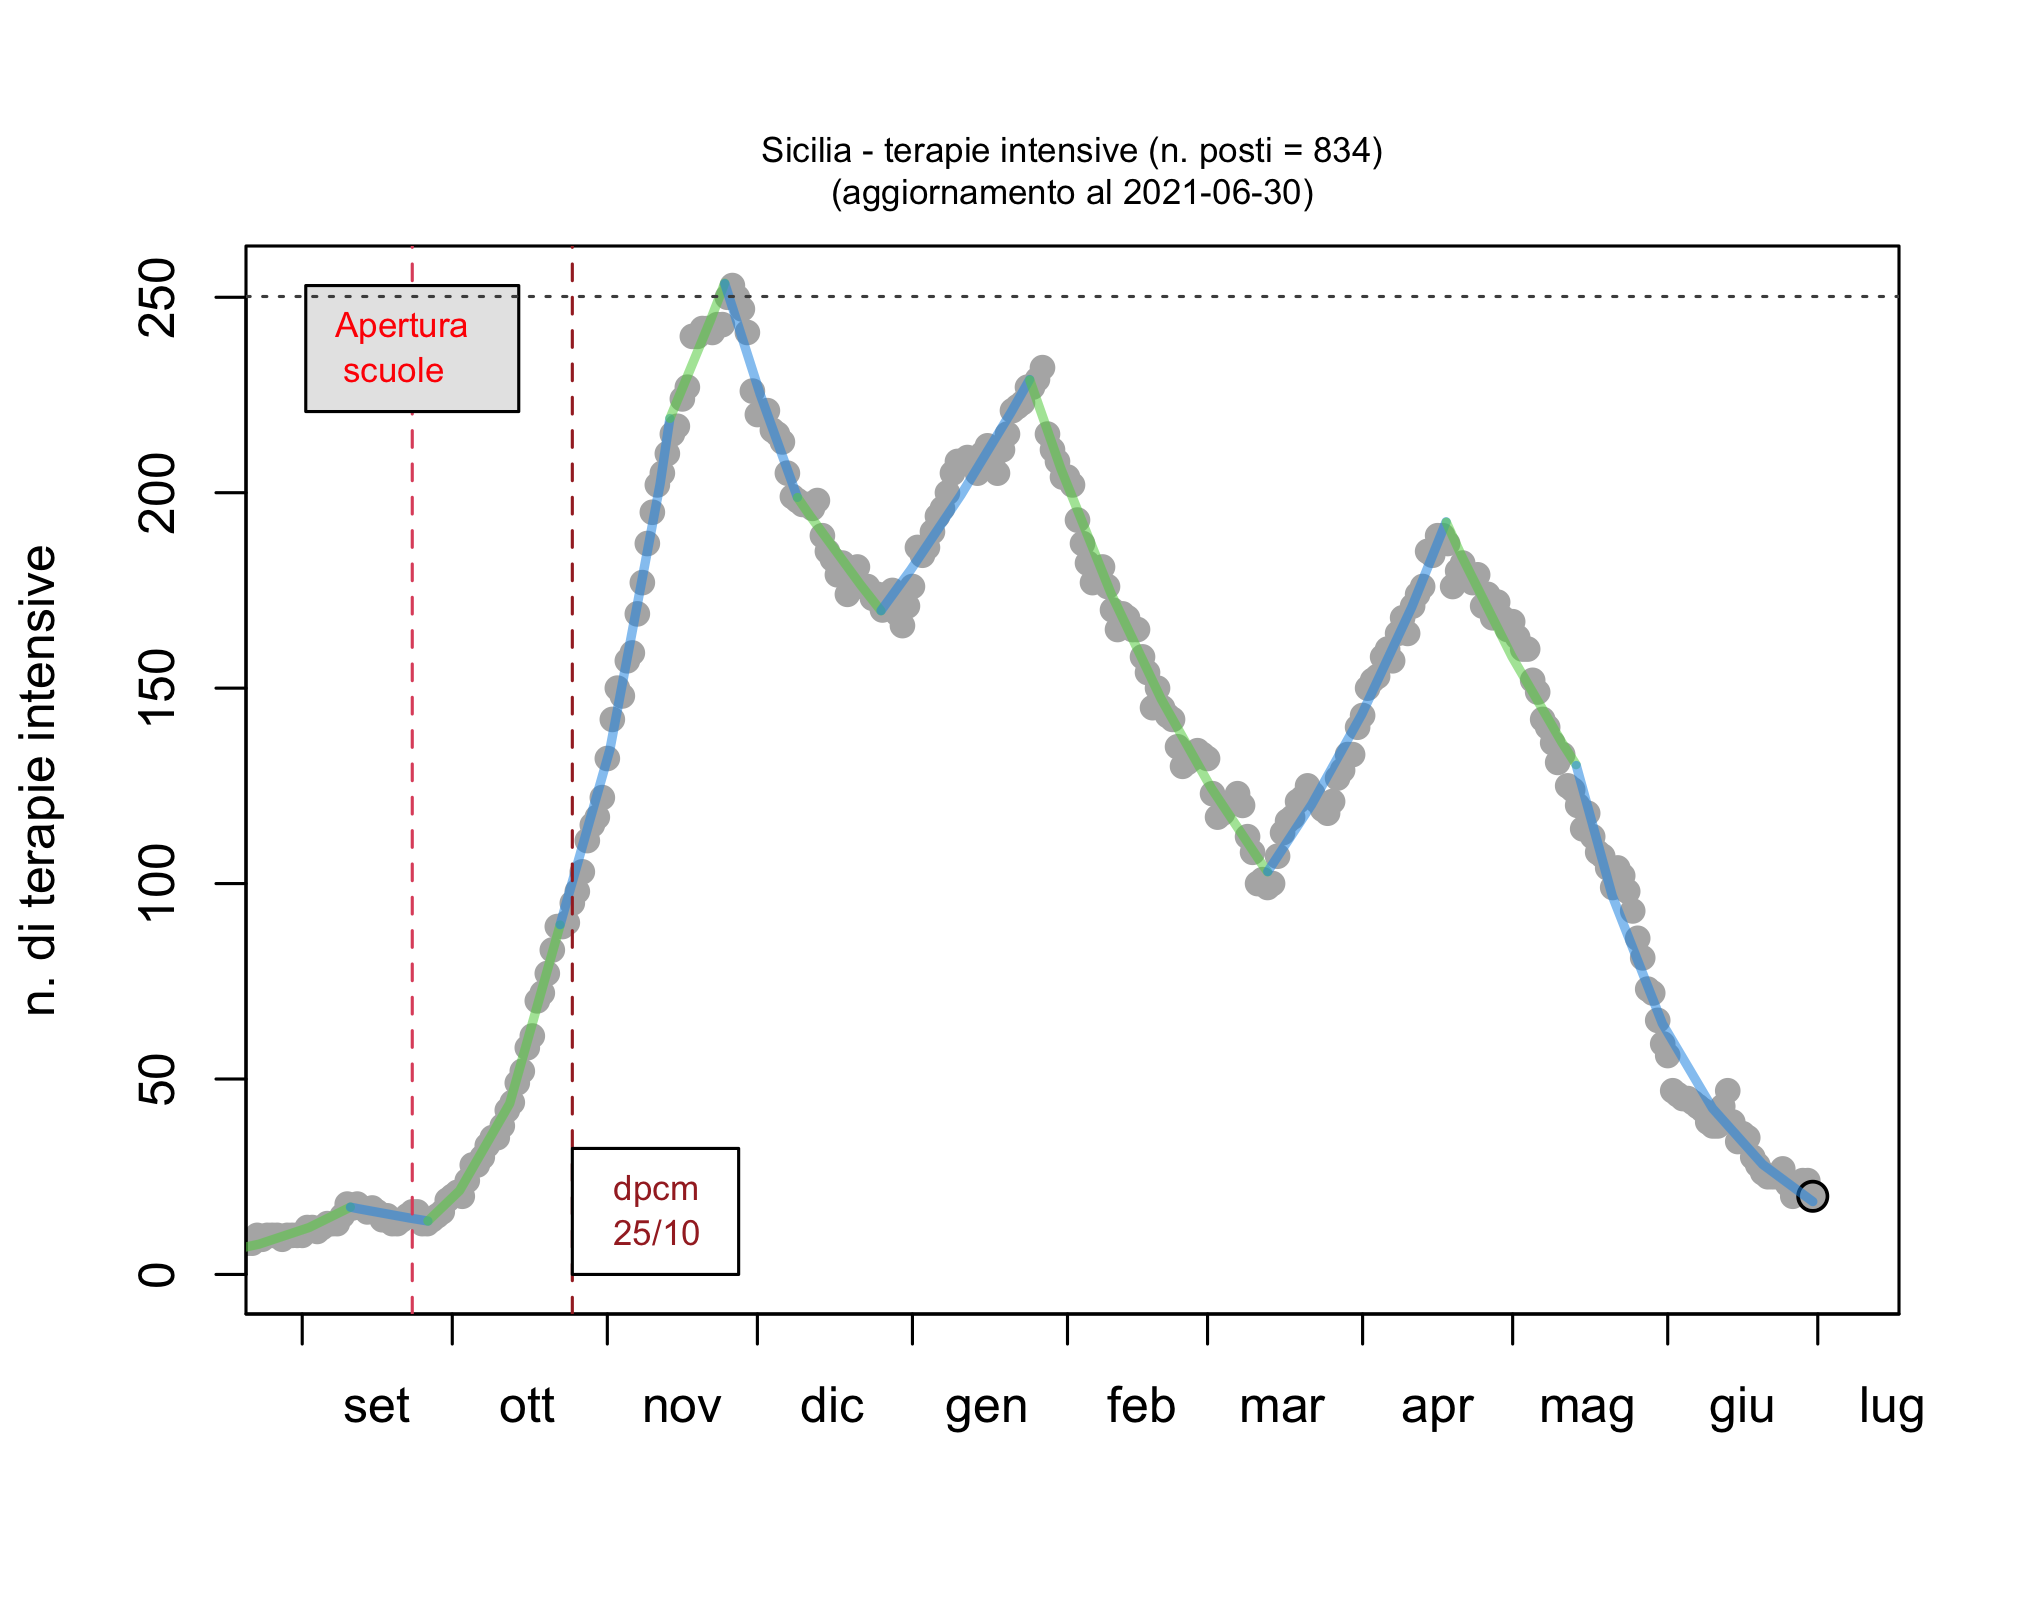 Sicilia - terapie intensive (n. posti = 834)
(aggiornamento al 2021-06-30)
n. di terapie intensive
250
200
150
100
50
0
Apertura
scuole
dpcm
25/10
set ott nov dic gen feb mar apr mag giu lug